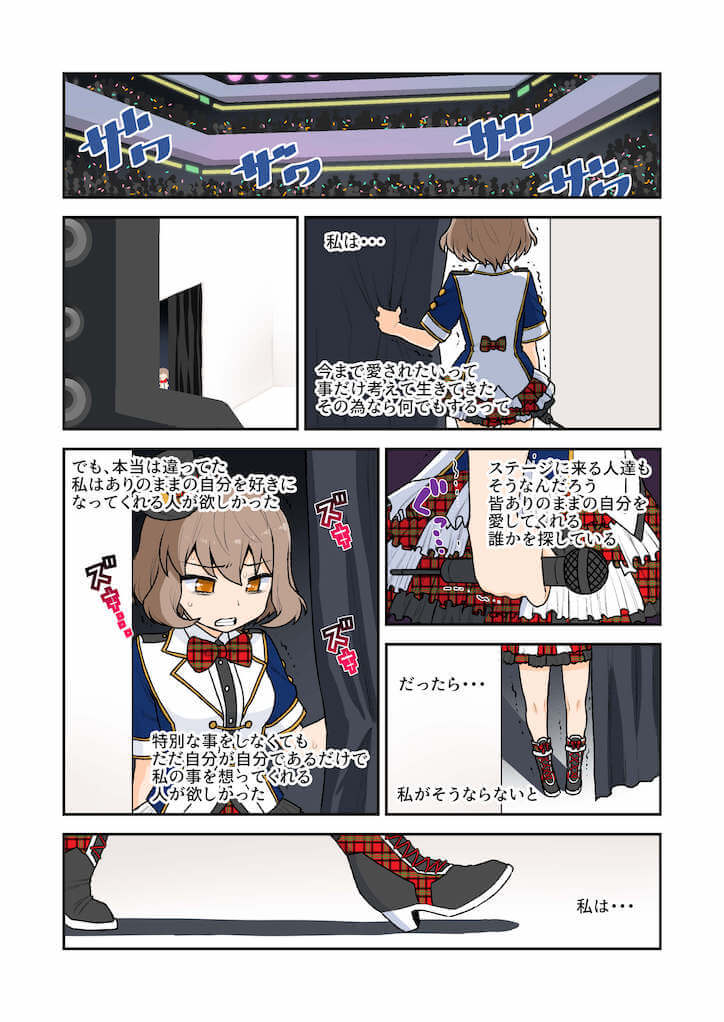 ザワ
ザワ
ザワ
ザワ
私は・・・
今まで愛されたいって
事だけ考えて生きてきた
その為なら何でもするって
ステージに来る人達も
そうなんだろう
皆ありのままの自分を
愛してくれる
誰かを探している
ぐっ・・・
でも、本当は違ってた
私はありのままの自分を好きに
なってくれる人が欲しかった
ズキ
ズキ
ズキ・・・
特別な事をしなくても
ただ自分が自分であるだけで
私の事を想ってくれる
人が欲しかった
だったら・・・
私がそうならないと
私は・・・